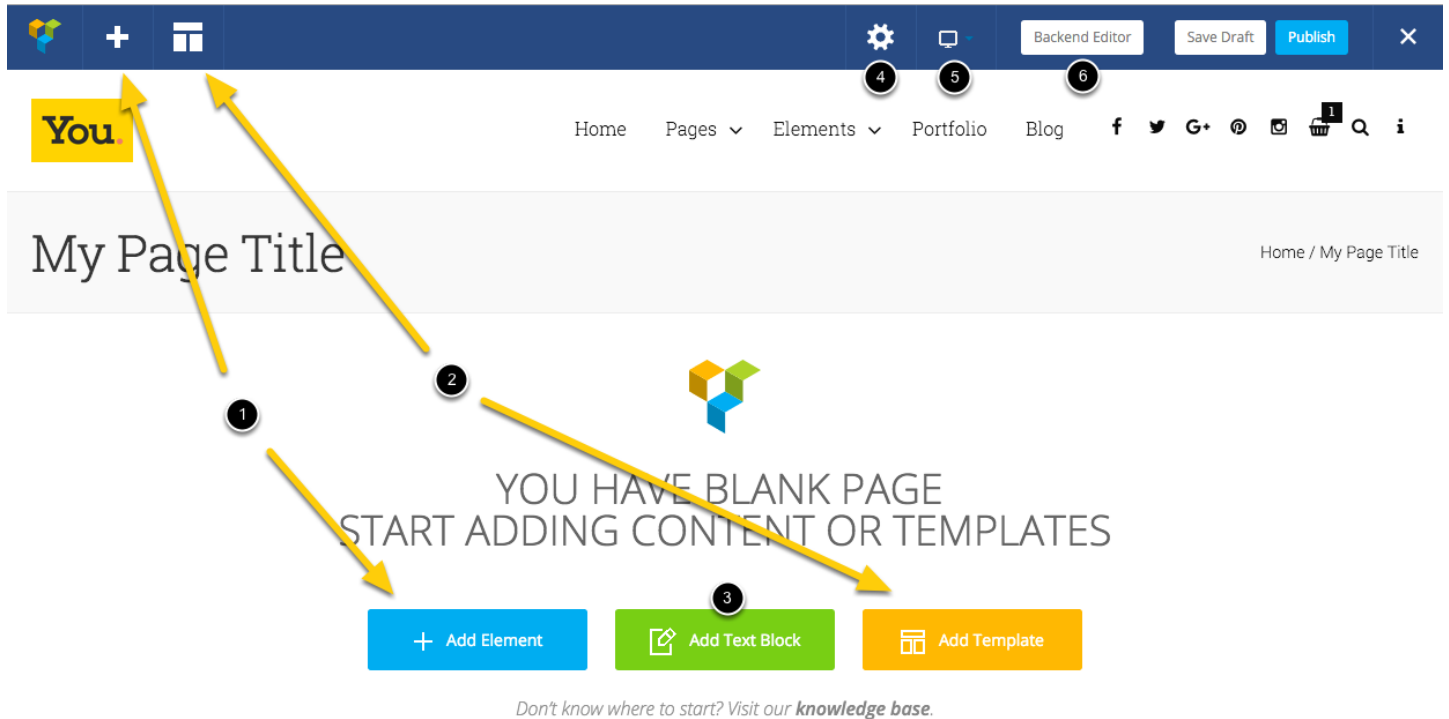 Backend Editor Save Draft Publish
4 5 6
You. Home Pages Elements Portfolio Blog G+ 1
My Page Title Home / My Page Title
2
1
YOU HAVE BLANK PAGE
START ADDING CONTENT OR TEMPLATES
3
Add Element Add Text Block Add Template
Don't know where to start? Visit our knowledge base.